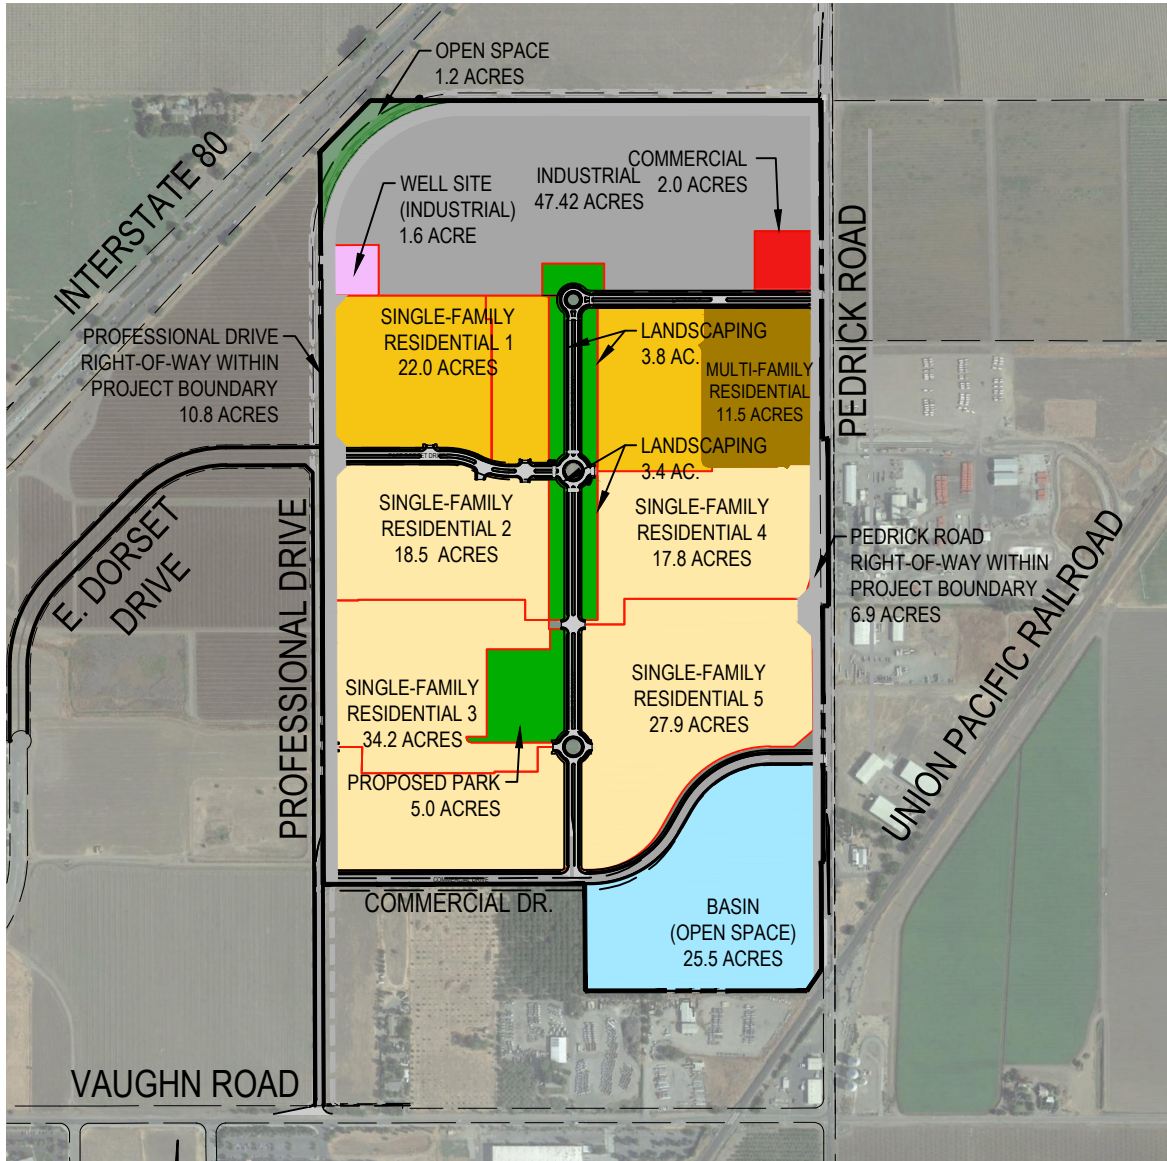 OPEN SPACE
1.2 ACRES
INTERSTATE 80
WELL SITE
(INDUSTRIAL)
1.6 ACRE
INDUSTRIAL
47.42 ACRES
COMMERCIAL
2.0 ACRES
PEDRICK ROAD
PROFESSIONAL DRIVE
RIGHT-OF-WAY WITHIN
PROJECT BOUNDARY
10.8 ACRES
SINGLE-FAMILY
RESIDENTIAL 1
22.0 ACRES
LANDSCAPING
3.8 AC.
MULTI-FAMILY
RESIDENTIAL
11.5 ACRES
LANDSCAPING
3.4 AC.
E. DORSET
DRIVE
PROFESSIONAL DRIVE
SINGLE-FAMILY
RESIDENTIAL 2
18.5 ACRES
SINGLE-FAMILY
RESIDENTIAL 4
17.8 ACRES
PEDRICK ROAD
RIGHT-OF-WAY WITHIN
PROJECT BOUNDARY
6.9 ACRES
UNION PACIFIC RAILROAD
SINGLE-FAMILY
RESIDENTIAL 3
34.2 ACRES
SINGLE-FAMILY
RESIDENTIAL 5
27.9 ACRES
PROPOSED PARK
5.0 ACRES
COMMERCIAL DRIVE
COMMERCIAL DR.
BASIN
(OPEN SPACE)
25.5 ACRES
VAUGHN ROAD